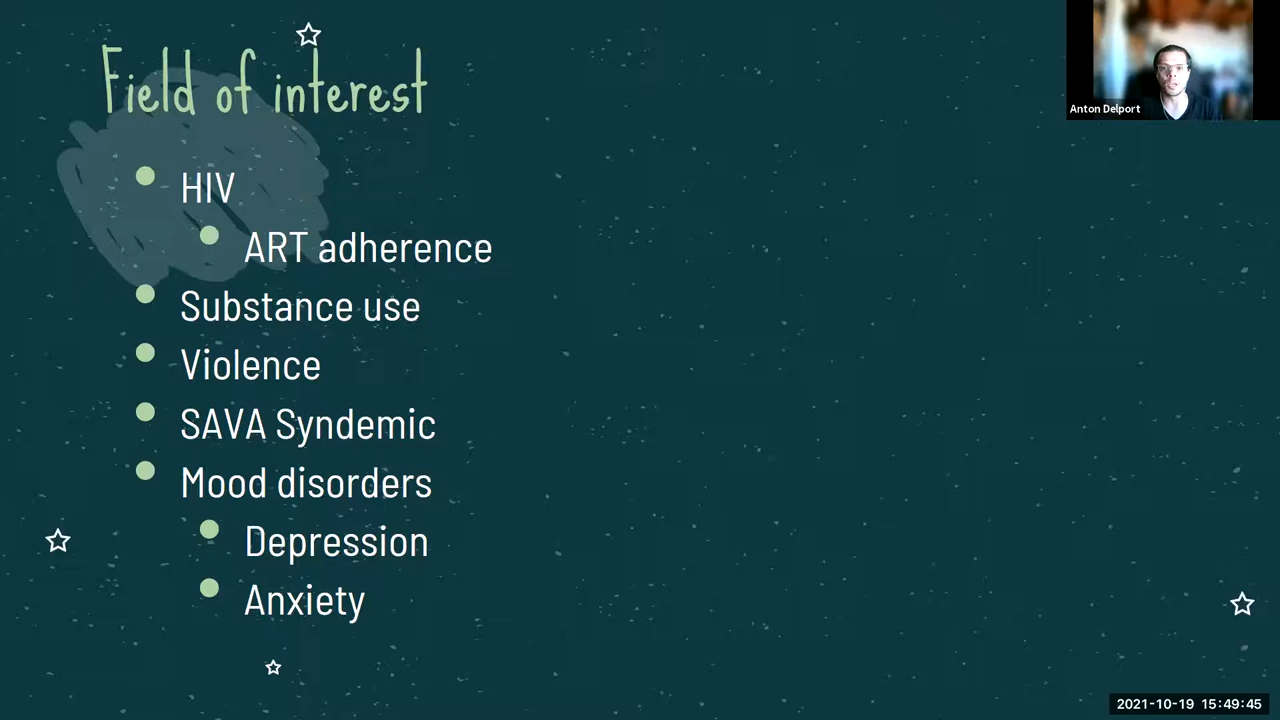 Field of interest
Anton Delport
HIV
ART adherence
Substance use
Violence
SAVA Syndemic
Mood disorders
Depression
Anxiety
2021-10-19 15:49:45